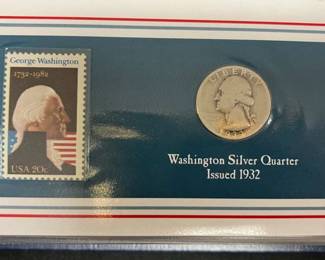 George Washington
1732-1982
USA 20c
LIBERTY
Washington Silver Quarter
Issued 1932